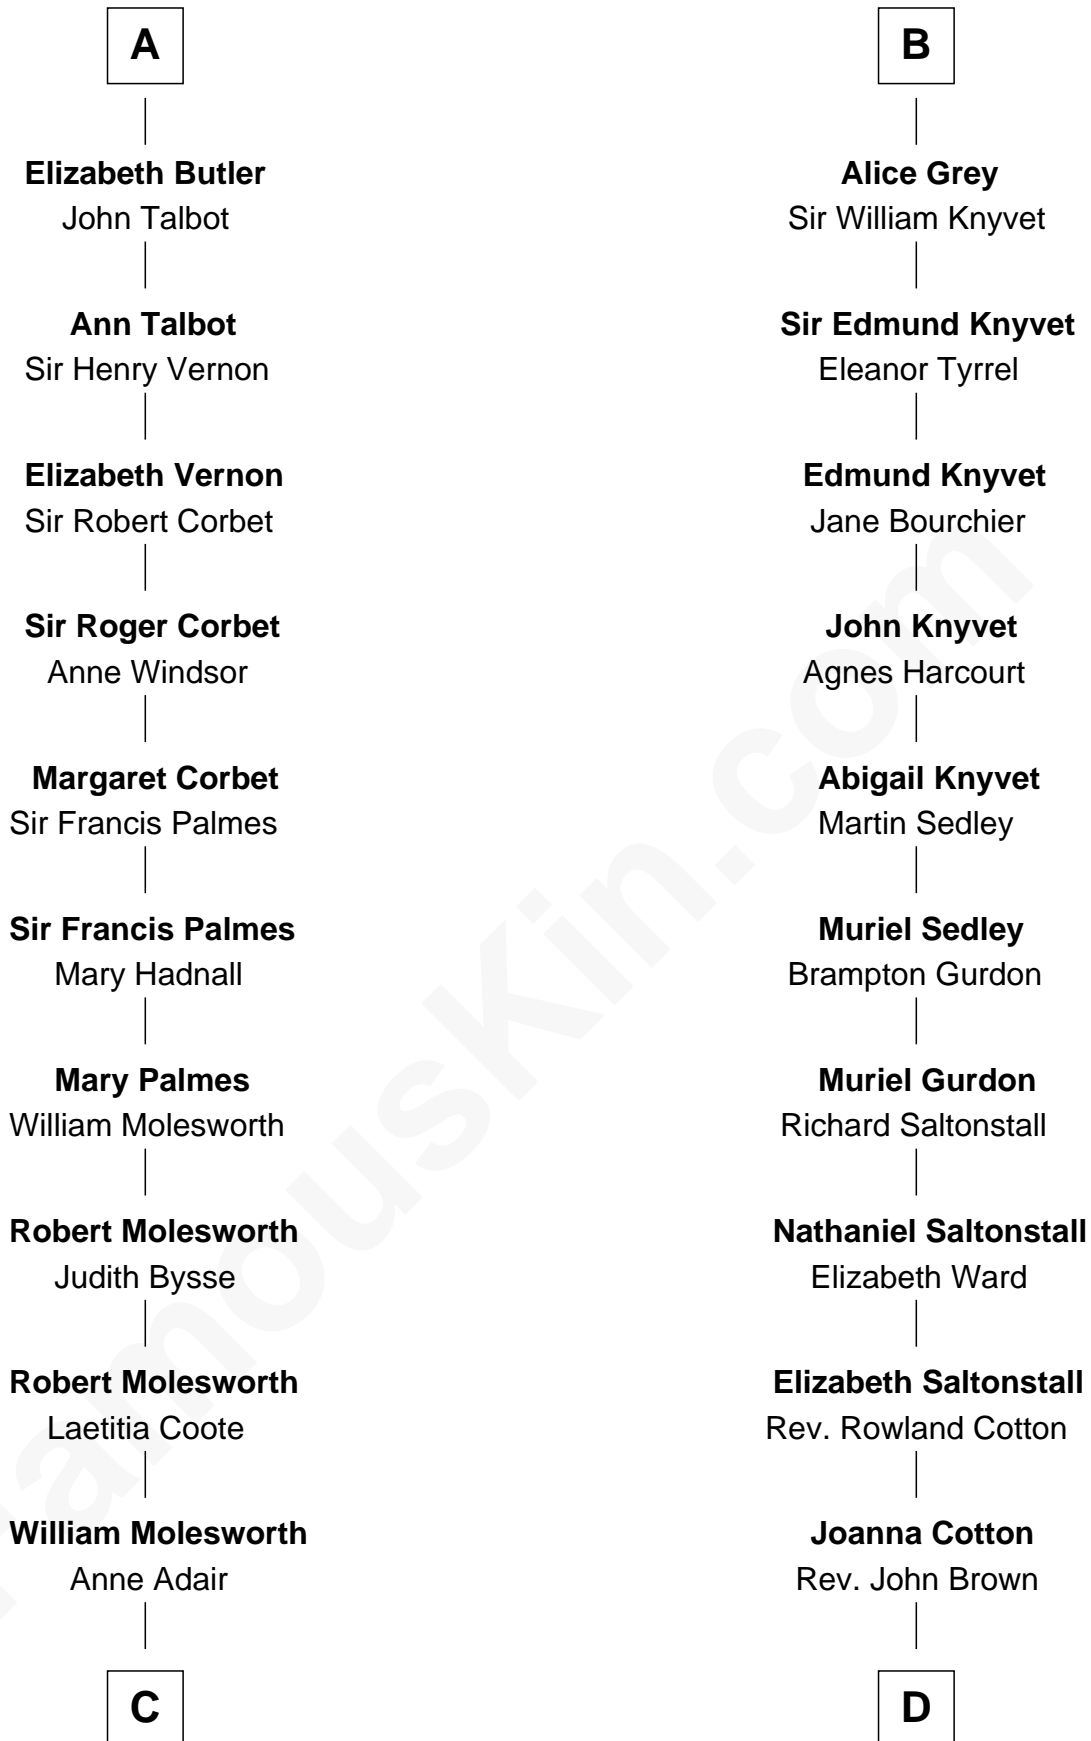 A
Elizabeth Butler
John Talbot
Ann Talbot
Sir Henry Vernon
Elizabeth Vernon
Sir Robert Corbet
Sir Roger Corbet
Anne Windsor
Margaret Corbet
Sir Francis Palmes
Sir Francis Palmes
Mary Hadnall
Mary Palmes
William Molesworth
Robert Molesworth
Judith Bysse
Robert Molesworth
Laetitia Coote
William Molesworth
Anne Adair
C
B
Alice Grey
Sir William Knyvet
Sir Edmund Knyvet
Eleanor Tyrrel
Edmund Knyvet
Jane Bourchier
John Knyvet
Agnes Harcourt
Abigail Knyvet
Martin Sedley
Muriel Sedley
Brampton Gurdon
Muriel Gurdon
Richard Saltonstall
Nathaniel Saltonstall
Elizabeth Ward
Elizabeth Saltonstall
Rev. Rowland Cotton
Joanna Cotton
Rev. John Brown
D
FamousKin.com